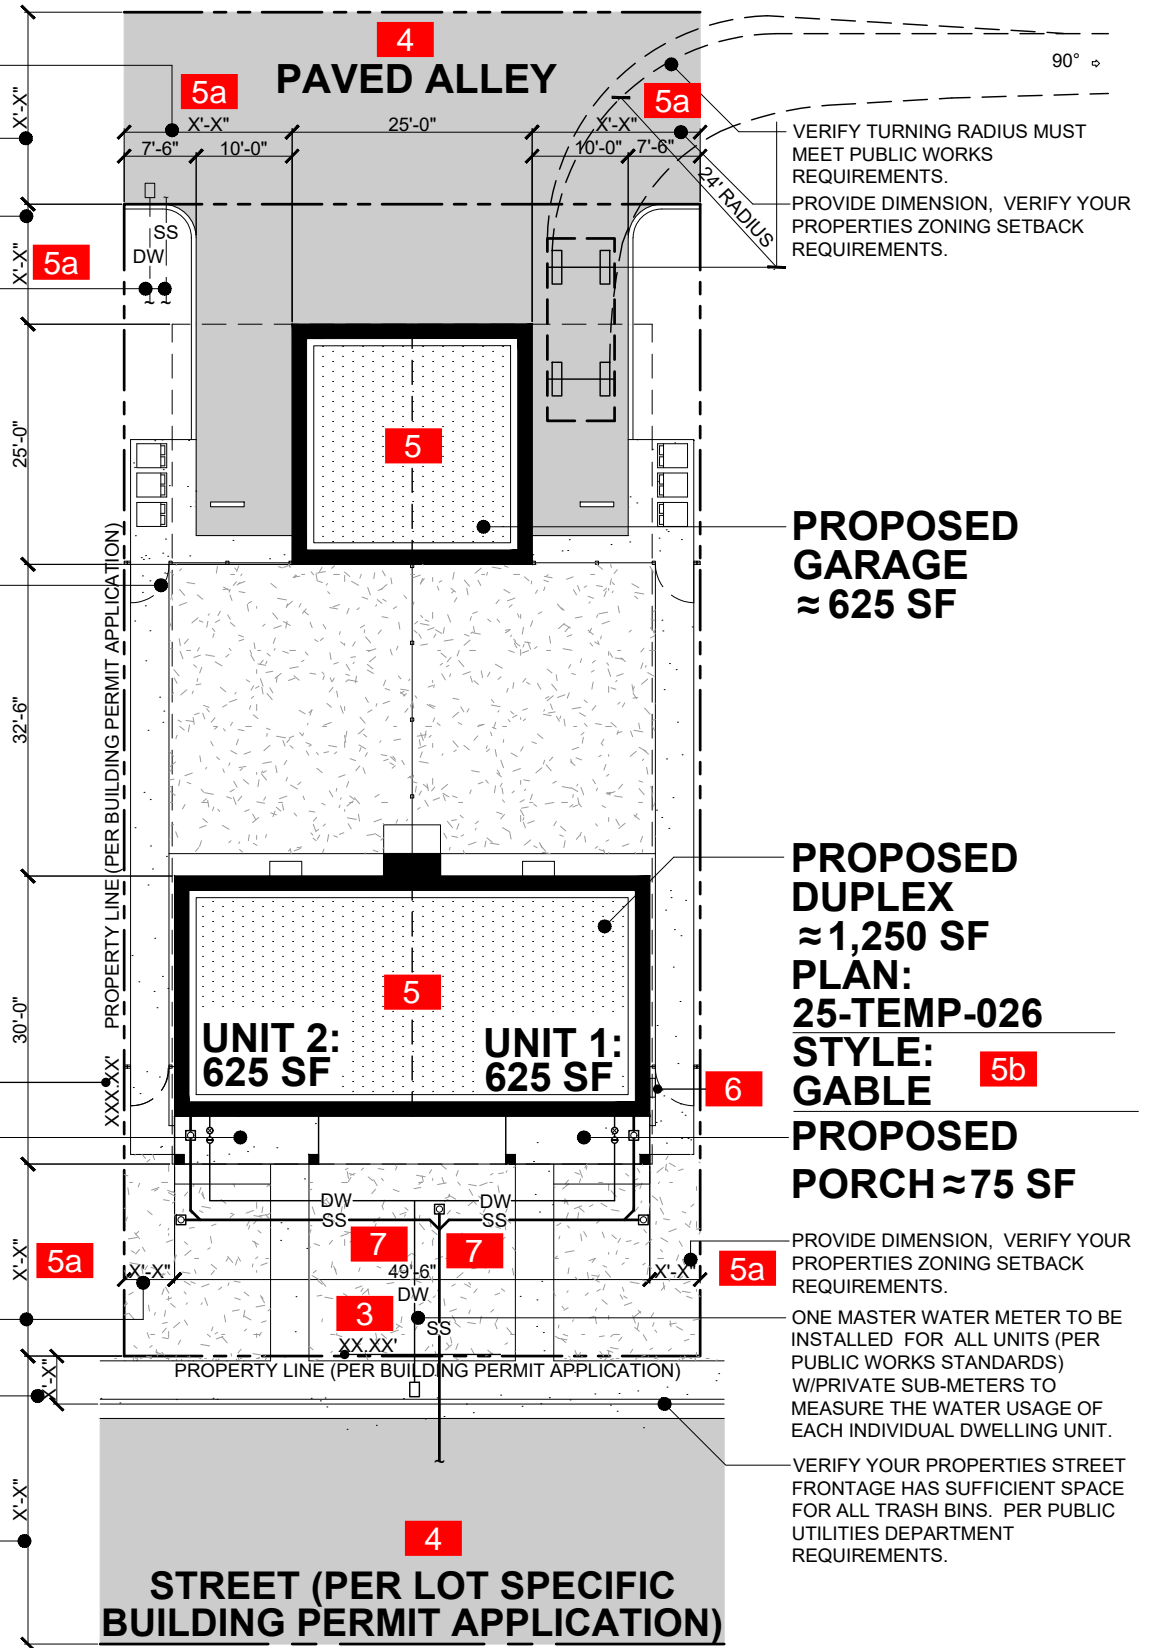 4
PAVED ALLEY
5a
5a
90°
X'-X"
X'-X"
25'-0"
X'-X"
7'-6"
10'-0"
10'-0"
7'-6"
24' RADIUS
VERIFY TURNING RADIUS MUST
MEET PUBLIC WORKS
REQUIREMENTS.
PROVIDE DIMENSION, VERIFY YOUR
PROPERTIES ZONING SETBACK
REQUIREMENTS.
SS
DW
X'-X"
5a
25'-0"
5
PROPOSED
GARAGE
≈ 625 SF
PROPERTY LINE (PER BUILDING PERMIT APPLICATION)
XXX.XX'
32'-6"
PROPOSED
DUPLEX
≈ 1,250 SF
PLAN:
25-TEMP-026
STYLE:
GABLE
5b
5
30'-0"
UNIT 2:
625 SF
UNIT 1:
625 SF
6
PROPOSED
PORCH ≈ 75 SF
DW
DW
SS
SS
7
7
X'-X"
5a
X'-X"
49'-6"
X'-X"
5a
PROVIDE DIMENSION, VERIFY YOUR
PROPERTIES ZONING SETBACK
REQUIREMENTS.
DW
3
SS
XX.XX'
PROPERTY LINE (PER BUILDING PERMIT APPLICATION)
ONE MASTER WATER METER TO BE
INSTALLED FOR ALL UNITS (PER
PUBLIC WORKS STANDARDS)
W/PRIVATE SUB-METERS TO
MEASURE THE WATER USAGE OF
EACH INDIVIDUAL DWELLING UNIT.
X'-X"
VERIFY YOUR PROPERTIES STREET
FRONTAGE HAS SUFFICIENT SPACE
FOR ALL TRASH BINS. PER PUBLIC
UTILITIES DEPARTMENT
REQUIREMENTS.
X'-X"
4
STREET (PER LOT SPECIFIC
BUILDING PERMIT APPLICATION)